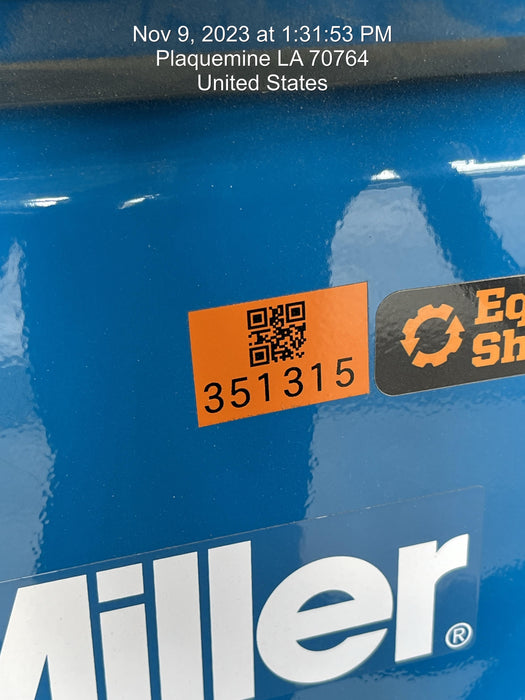 Nov 9, 2023 at 1:31:53 PM
Plaquemine LA 70764
United States
351315
Miller®